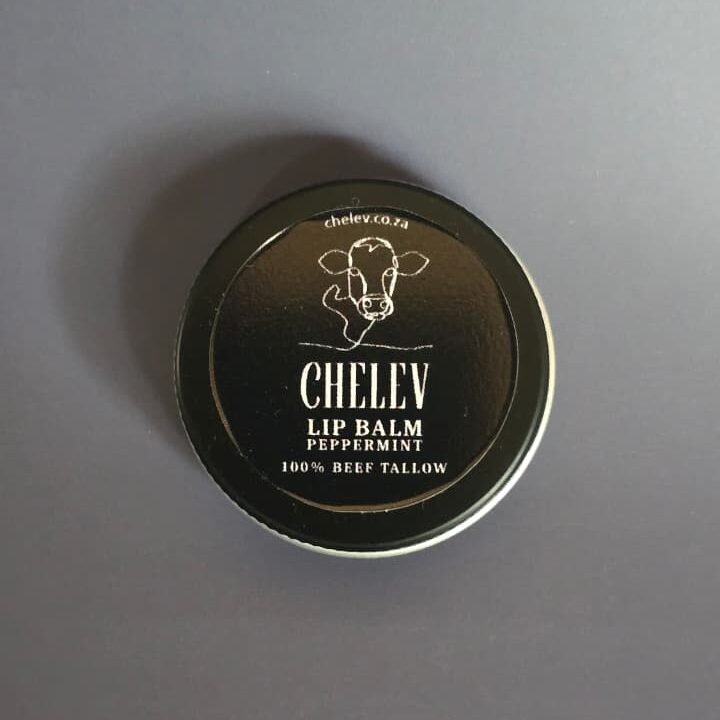 chelev.co.za
CHELEV
LIP BALM
PEPPERMINT
100% BEEF TALLOW